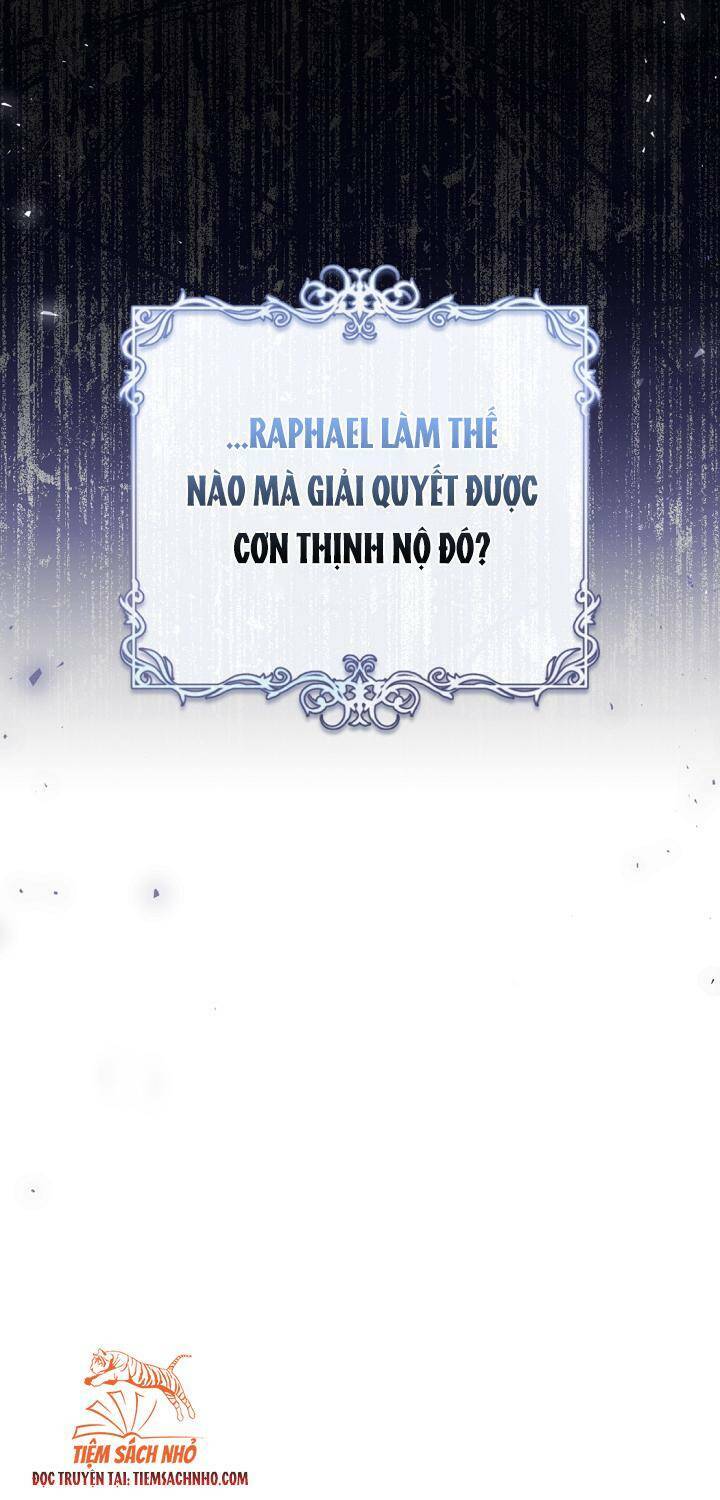 ...RAPHAEL LÀM THẾ
NÀO MÀ GIẢI QUYẾT ĐƯỢC
CƠN THỊNH NỘ ĐÓ?
TIỆM SÁCH NHỎ
ĐỌC TRUYỆN TẠI: TIEMSACHNHO.COM